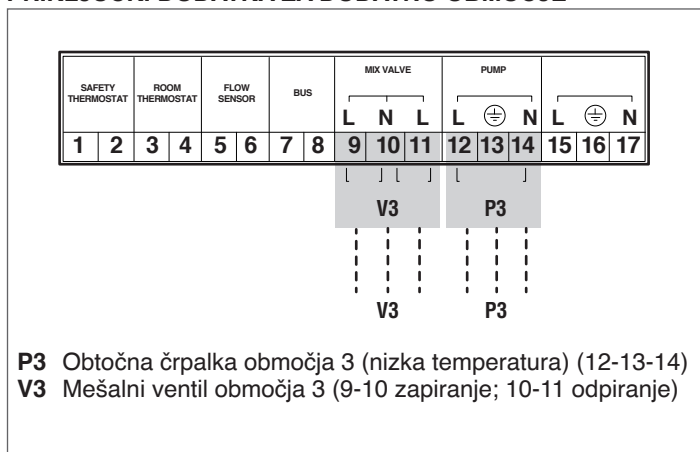 SAFETY THERMOSTAT ROOM THERMOSTAT FLOW SENSOR BUS MIX VALVE PUMP
L N L L N L N
1 2 3 4 5 6 7 8 9 10 11 12 13 14 15 16 17
V3 P3
V3 P3
P3 Obtočna črpalka območja 3 (nizka temperatura) (12-13-14)
V3 Mešalni ventil območja 3 (9-10 zapiranje; 10-11 odpiranje)